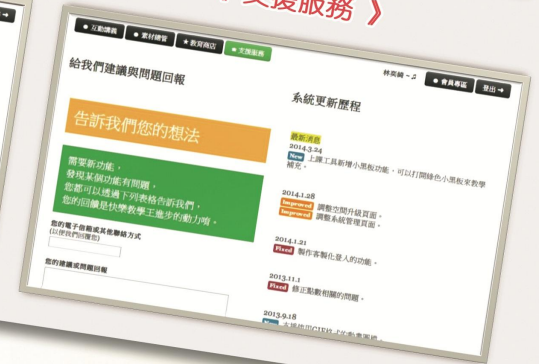 支援服務 》
● 互動講義
● 素材總管
★ 教育商店
● 支援服務
● 會員專區
登出 →
給我們建議與問題回報
告訴我們您的想法
需要新功能，
發現某個功能有問題，
您都可以透過下列表格告訴我們，
您的回饋是快樂教學王進步的動力唷。
您的電子信箱或其他聯絡方式
(以便我們回覆您)
您的建議或問題回報
系統更新歷程
最新消息
2014.3.24
New 上課工具新增小黑板功能，可以打開綠色小黑板來教學
補充。
2014.1.28
Improved 調整空間升級頁面。
Improved 調整系統管理頁面。
2014.1.21
Fixed 製作客製化登入的功能。
2013.11.1
Fixed 修正點數相關的問題。
2013.9.18